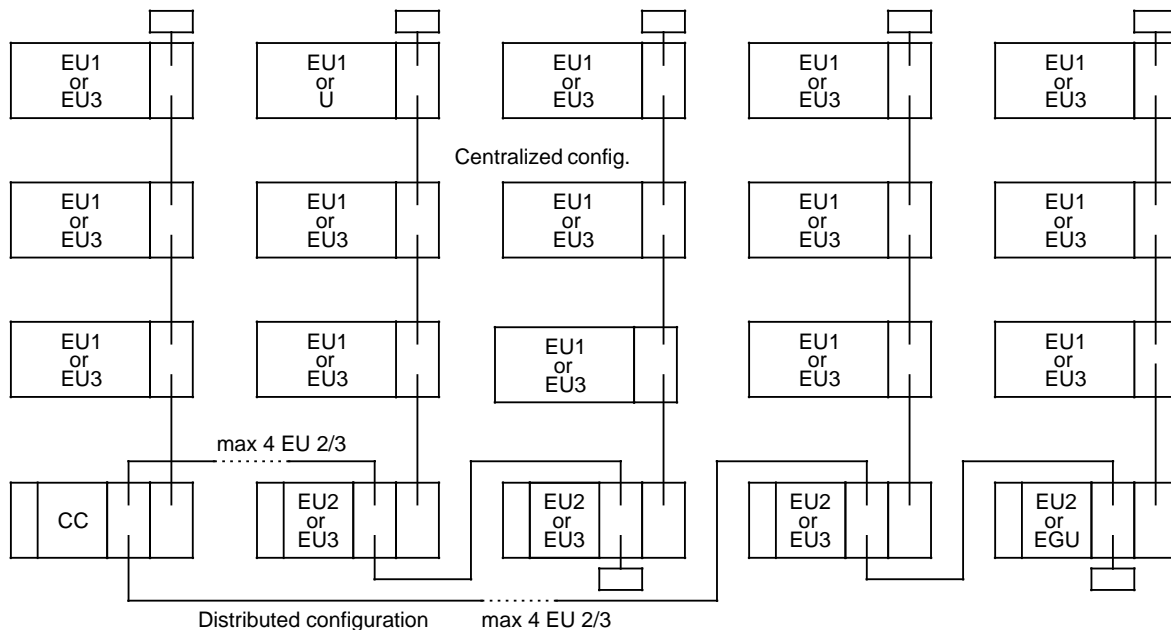 EU1
or
EU3
EU1
or
U
EU1
or
EU3
EU1
or
EU3
EU1
or
EU3
Centralized config.
EU1
or
EU3
EU1
or
EU3
EU1
or
EU3
EU1
or
EU3
EU1
or
EU3
EU1
or
EU3
EU1
or
EU3
EU1
or
EU3
EU1
or
EU3
EU1
or
EU3
max 4 EU 2/3
CC
EU2
or
EU3
EU2
or
EU3
EU2
or
EU3
EU2
or
EGU
Distributed configuration
max 4 EU 2/3